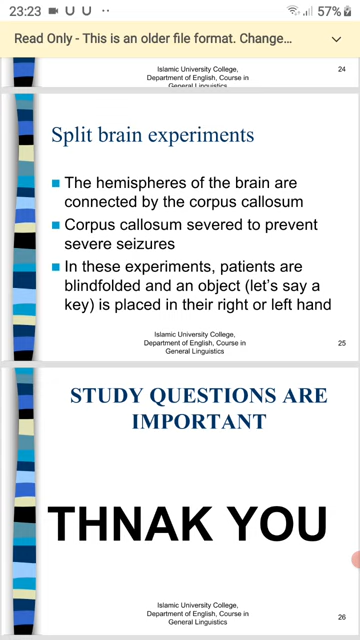 23:23
57%
Read Only - This is an older file format. Change...
Islamic University College,
Department of English, Course in
General Linguistics
24
Split brain experiments
The hemispheres of the brain are
connected by the corpus callosum
Corpus callosum severed to prevent
severe seizures
In these experiments, patients are
blindfolded and an object (let’s say a
key) is placed in their right or left hand
Islamic University College,
Department of English, Course in
General Linguistics
25
STUDY QUESTIONS ARE
IMPORTANT
THNAK YOU
Islamic University College,
Department of English, Course in
General Linguistics
26